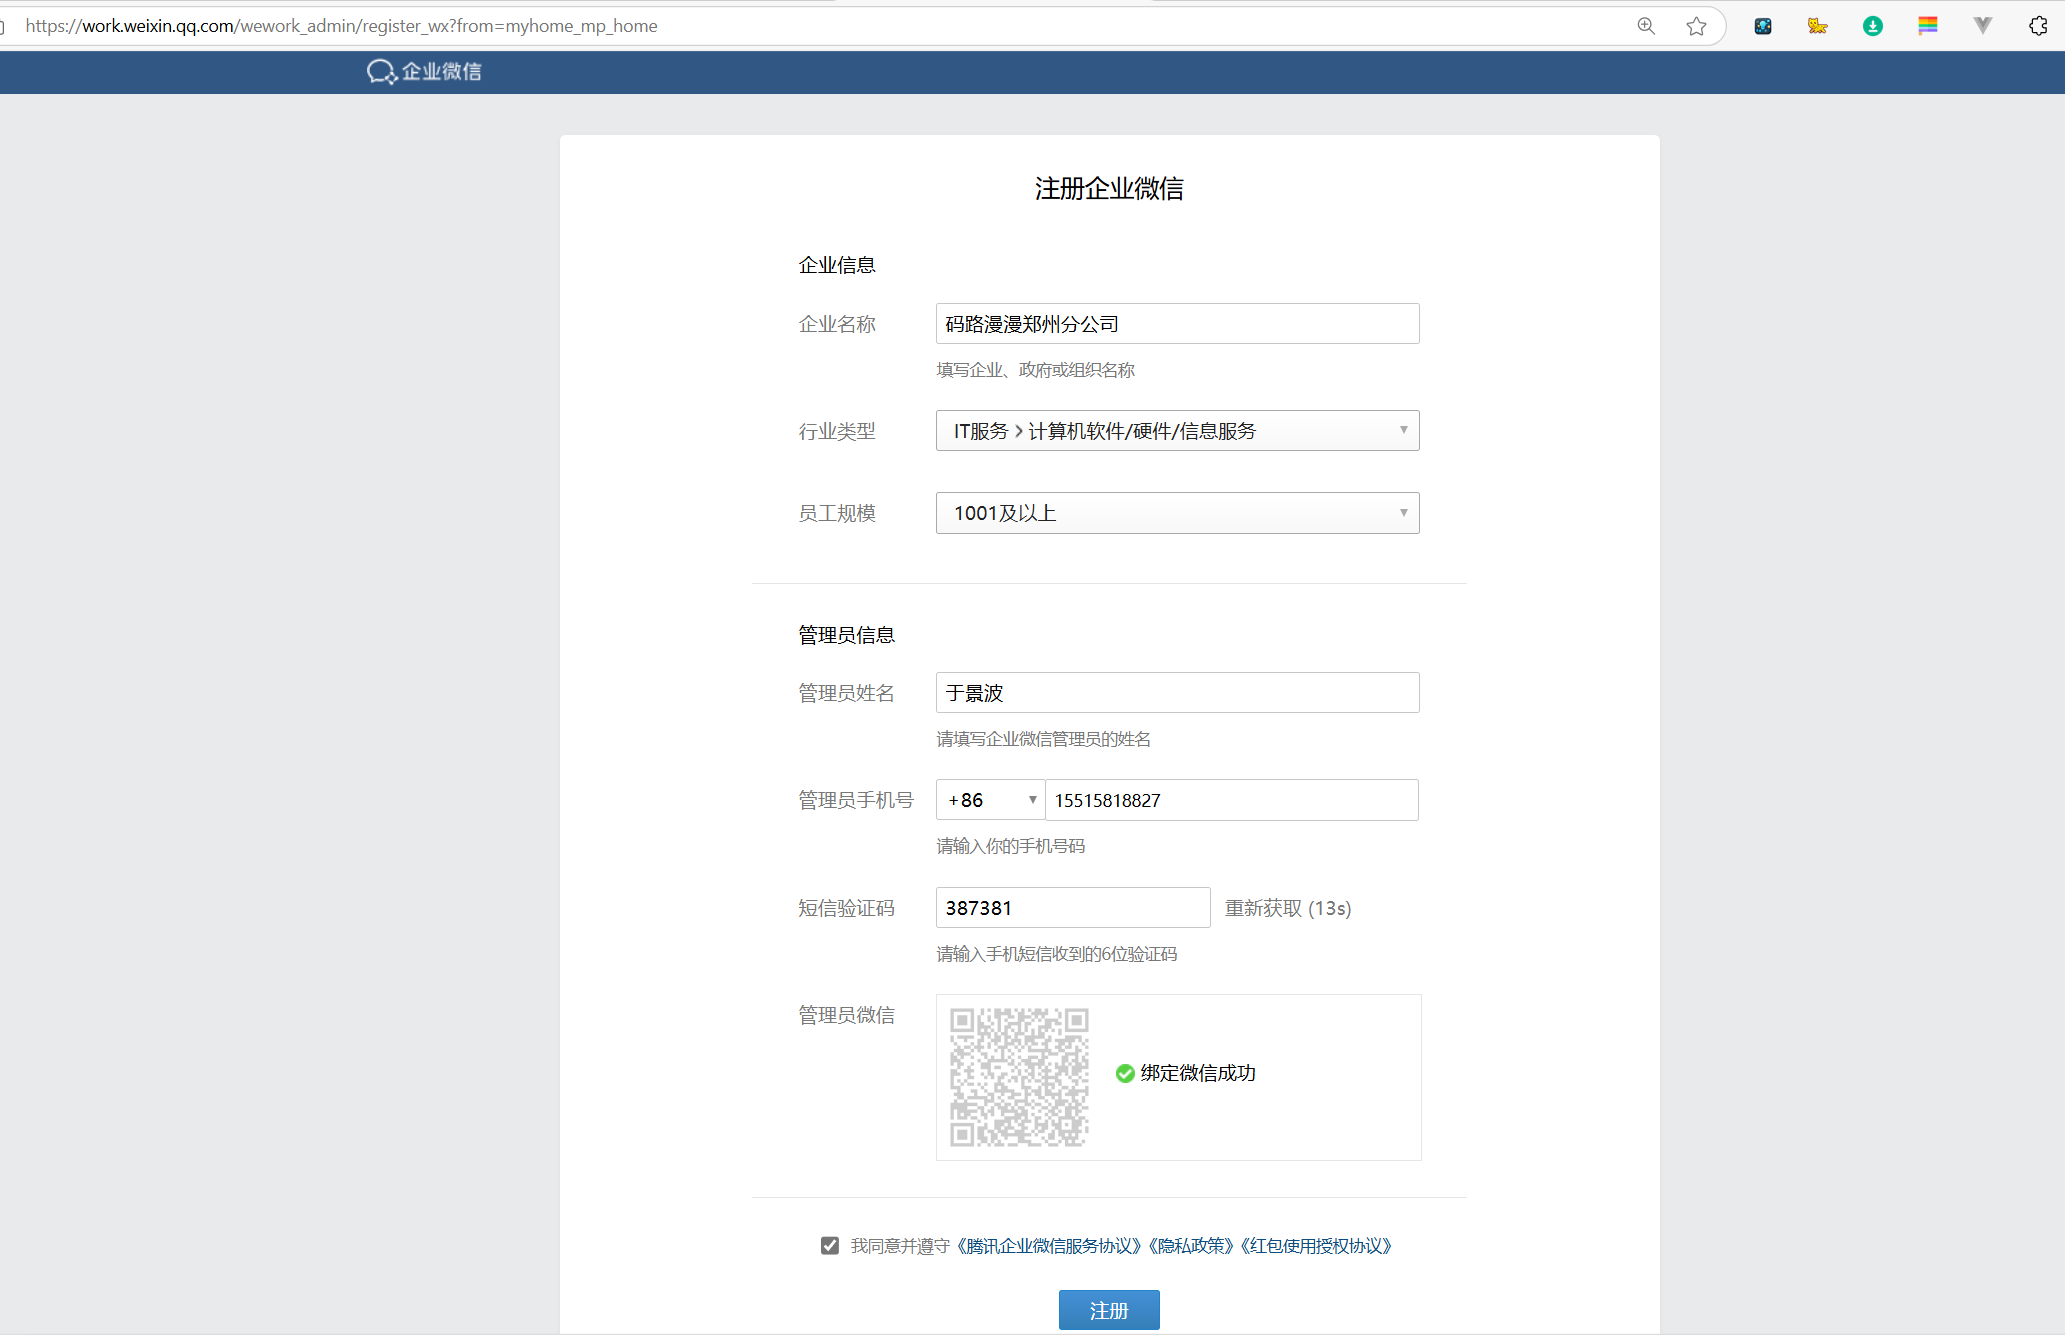 https://work.weixin.qq.com/wework_admin/register_wx?from=myhome_mp_home
企业微信
注册企业微信
企业信息
企业名称 码路漫漫郑州分公司
填写企业、政府或组织名称
行业类型 IT服务 > 计算机软件/硬件/信息服务
员工规模 1001及以上
管理员信息
管理员姓名 于景波
请填写企业微信管理员的姓名
管理员手机号 +86 15515818827
请输入你的手机号码
短信验证码 387381 重新获取 (13s)
请输入手机短信收到的6位验证码
管理员微信
绑定微信成功
我同意并遵守《腾讯企业微信服务协议》《隐私政策》《红包使用授权协议》
注册